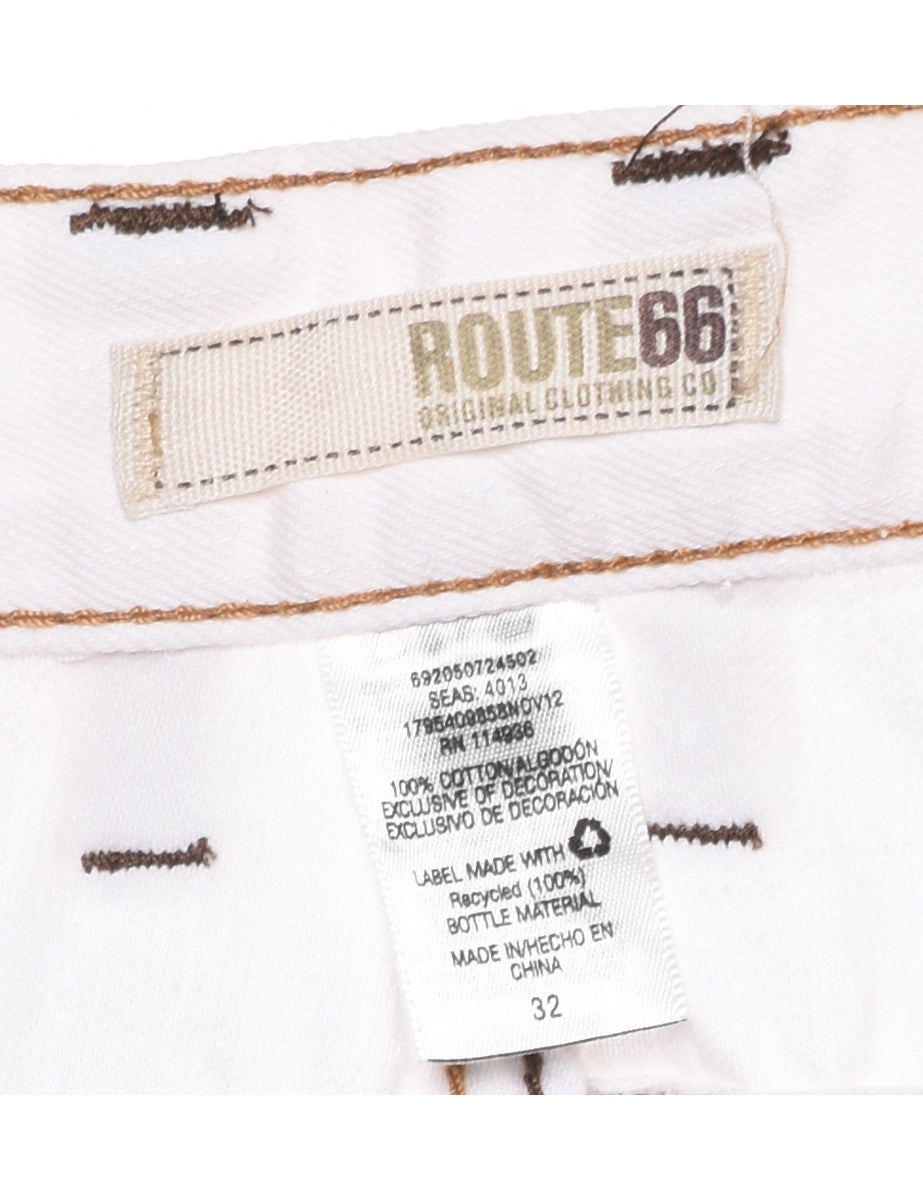 ROUTE66
ORIGINAL CLOTHING CO
692050724502
SEAS: 4013
1795409858NOV12
RN 114936
100% COTTON/ALGODÓN
EXCLUSIVE OF DECORATION/
EXCLUSIVO DE DECORACIÓN
LABEL MADE WITH
Recycled (100%)
BOTTLE MATERIAL
MADE IN/HECHO EN
CHINA
32